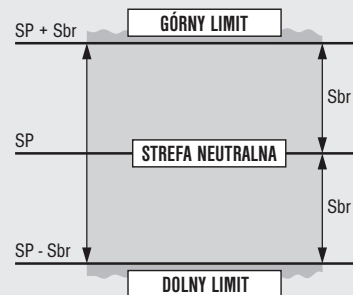 GÓRNY LIMIT
SP + Sbr
Sbr
SP
STREFA NEUTRALNA
Sbr
SP - Sbr
DOLNY LIMIT